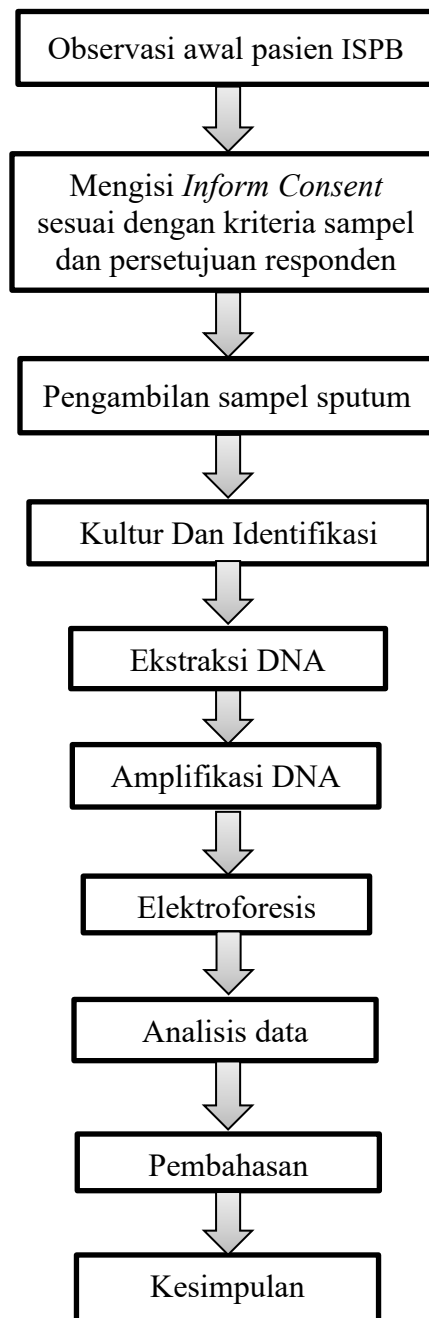 Observasi awal pasien ISPB
Mengisi Inform Consent
sesuai dengan kriteria sampel
dan persetujuan responden
Pengambilan sampel sputum
Kultur Dan Identifikasi
Ekstraksi DNA
Amplifikasi DNA
Elektroforesis
Analisis data
Pembahasan
Kesimpulan